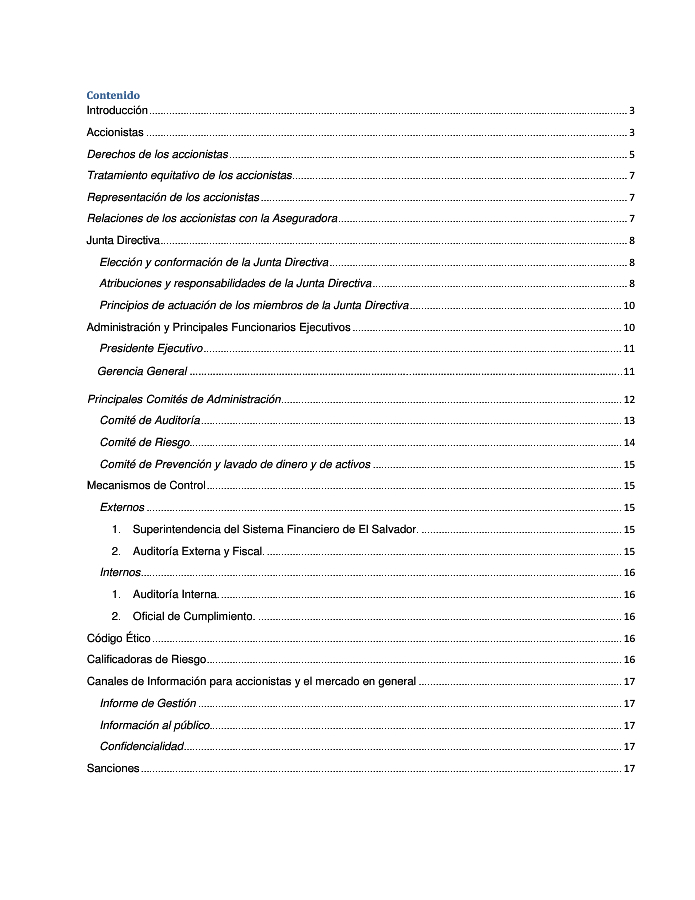 Contenido
Introducción 3
Accionistas 3
Derechos de los accionistas 5
Tratamiento equitativo de los accionistas 7
Representación de los accionistas 7
Relaciones de los accionistas con la Aseguradora 7
Junta Directiva 8
Elección y conformación de la Junta Directiva 8
Atribuciones y responsabilidades de la Junta Directiva 8
Principios de actuación de los miembros de la Junta Directiva 10
Administración y Principales Funcionarios Ejecutivos 10
Presidente Ejecutivo 11
Gerencia General 11
Principales Comités de Administración 12
Comité de Auditoría 13
Comité de Riesgo 14
Comité de Prevención y lavado de dinero y de activos 15
Mecanismos de Control 15
Externos 15
1. Superintendencia del Sistema Financiero de El Salvador. 15
2. Auditoría Externa y Fiscal. 15
Internos 16
1. Auditoría Interna. 16
2. Oficial de Cumplimiento. 16
Código Ético 16
Calificadoras de Riesgo 16
Canales de Información para accionistas y el mercado en general 17
Informe de Gestión 17
Información al público 17
Confidencialidad 17
Sanciones 17